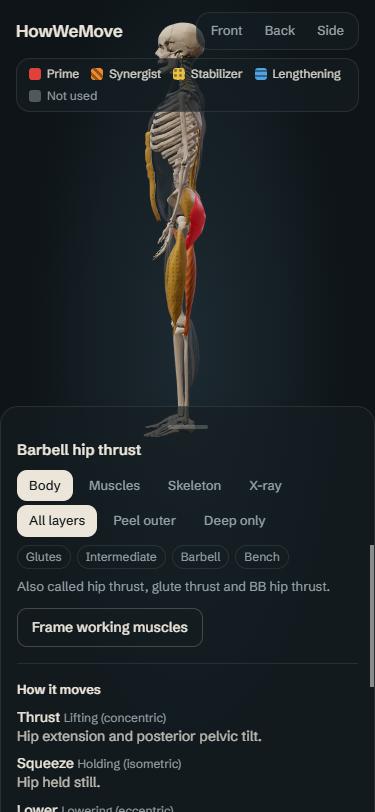 HowWeMove
Front Back Side
Prime Synergist Stabilizer Lengthening
Not used
Barbell hip thrust
Body Muscles Skeleton X-ray
All layers Peel outer Deep only
Glutes Intermediate Barbell Bench
Also called hip thrust, glute thrust and BB hip thrust.
Frame working muscles
How it moves
Thrust Lifting (concentric)
Hip extension and posterior pelvic tilt.
Squeeze Holding (isometric)
Hip held still.
Lower Lowering (eccentric)